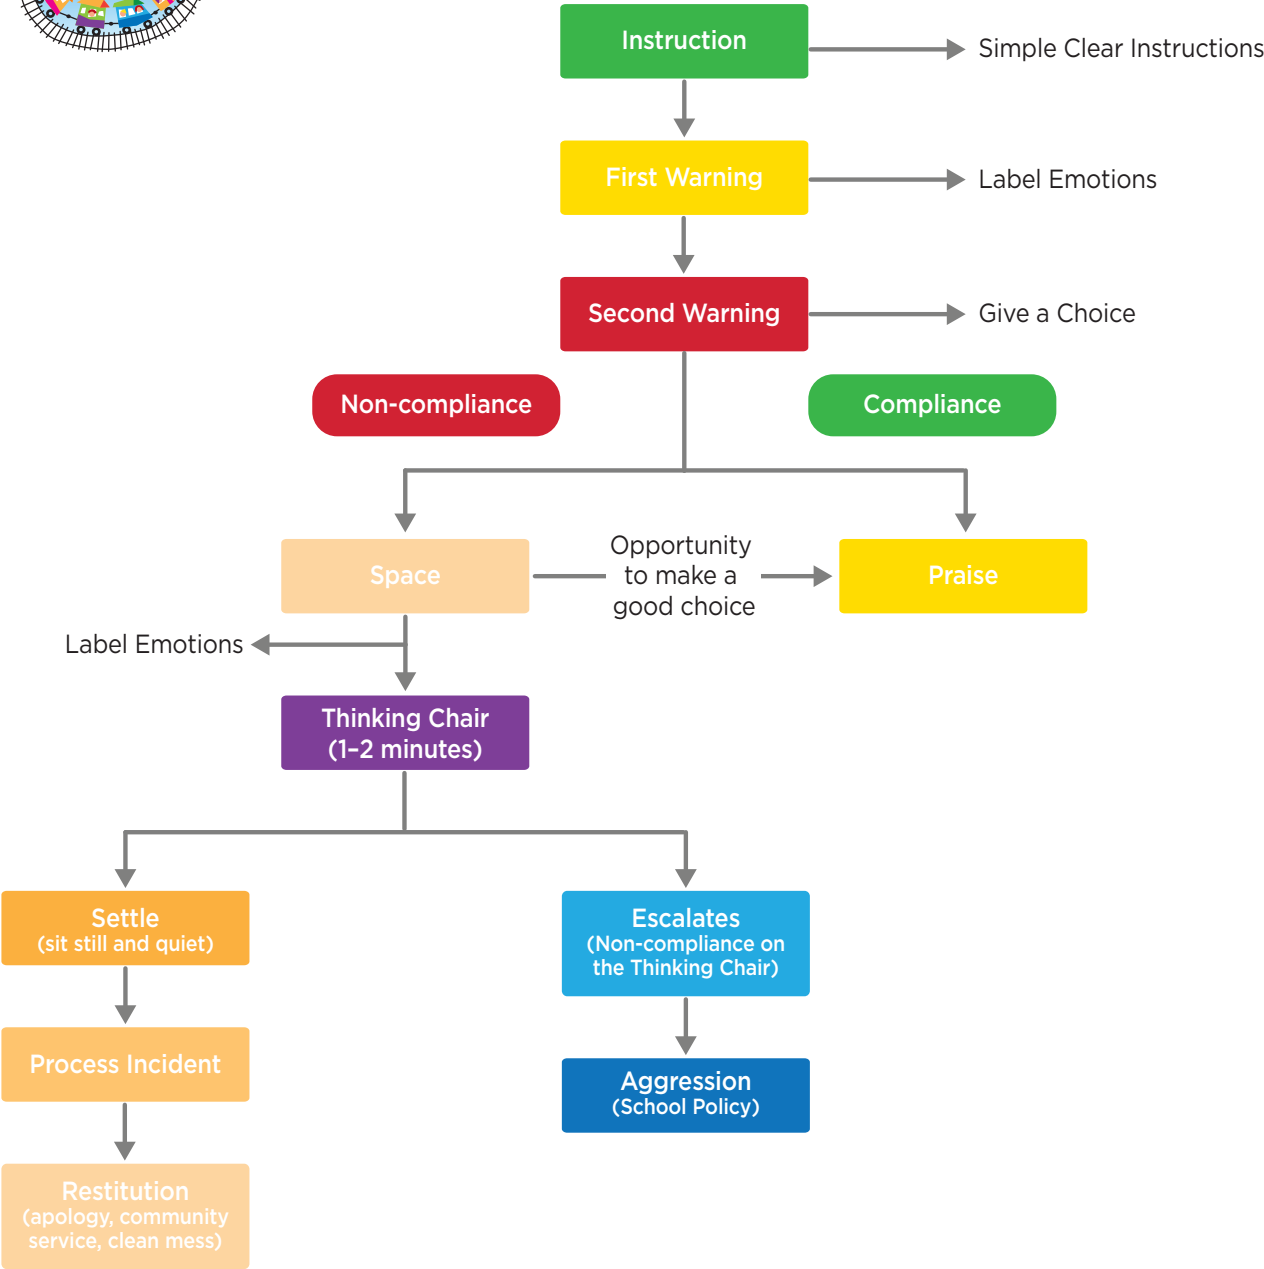 Instruction
Simple Clear Instructions
First Warning
Label Emotions
Second Warning
Give a Choice
Non-compliance
Compliance
Space
Opportunity
to make a
good choice
Praise
Label Emotions
Thinking Chair
(1–2 minutes)
Settle
(sit still and quiet)
Escalates
(Non-compliance on
the Thinking Chair)
Process Incident
Aggression
(School Policy)
Restitution
(apology, community
service, clean mess)